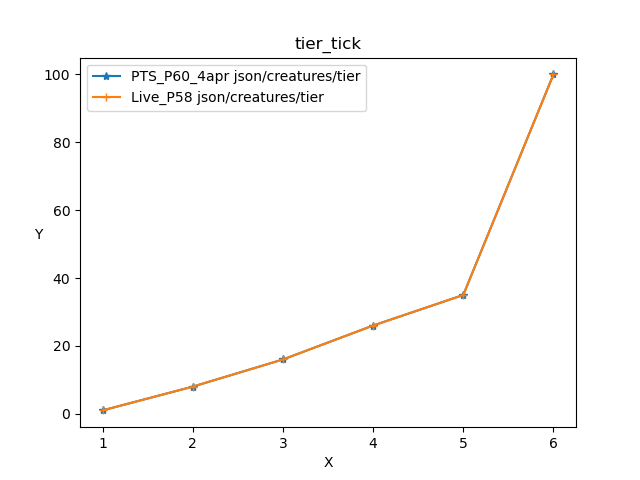 tier_tick
PTS_P60_4apr json/creatures/tier
Live_P58 json/creatures/tier
100
80
60
40
20
0
Y
1 2 3 4 5 6
X